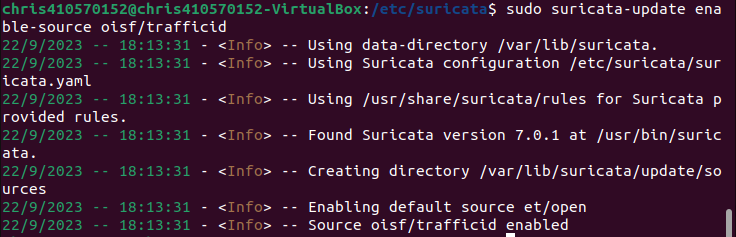 chris410570152@chris410570152-VirtualBox:/etc/suricata$ sudo suricata-update ena
ble-source oisf/trafficid
22/9/2023 -- 18:13:31 - <Info> -- Using data-directory /var/lib/suricata.
22/9/2023 -- 18:13:31 - <Info> -- Using Suricata configuration /etc/suricata/sur
icata.yaml
22/9/2023 -- 18:13:31 - <Info> -- Using /usr/share/suricata/rules for Suricata p
rovided rules.
22/9/2023 -- 18:13:31 - <Info> -- Found Suricata version 7.0.1 at /usr/bin/suric
ata.
22/9/2023 -- 18:13:31 - <Info> -- Creating directory /var/lib/suricata/update/so
urces
22/9/2023 -- 18:13:31 - <Info> -- Enabling default source et/open
22/9/2023 -- 18:13:31 - <Info> -- Source oisf/trafficid enabled